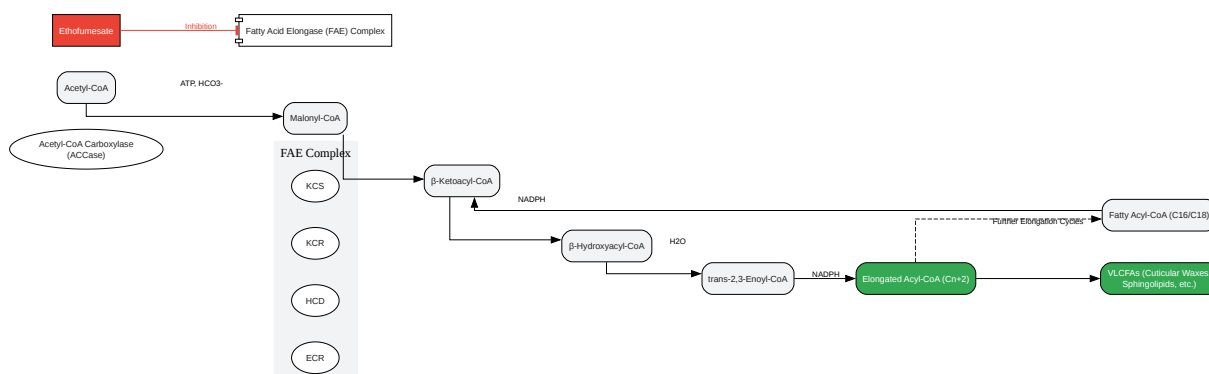 Ethofumesate
Inhibition
Fatty Acid Elongase (FAE) Complex
Acetyl-CoA
ATP, HCO3-
Malonyl-CoA
Acetyl-CoA Carboxylase
(ACCase)
FAE Complex
KCS
KCR
HCD
ECR
β-Ketoacyl-CoA
NADPH
β-Hydroxyacyl-CoA
H2O
trans-2,3-Enoyl-CoA
NADPH
Elongated Acyl-CoA (Cn+2)
Further Elongation Cycles
Fatty Acyl-CoA (C16/C18)
VLCFAs (Cuticular Waxes,
Sphingolipids, etc.)